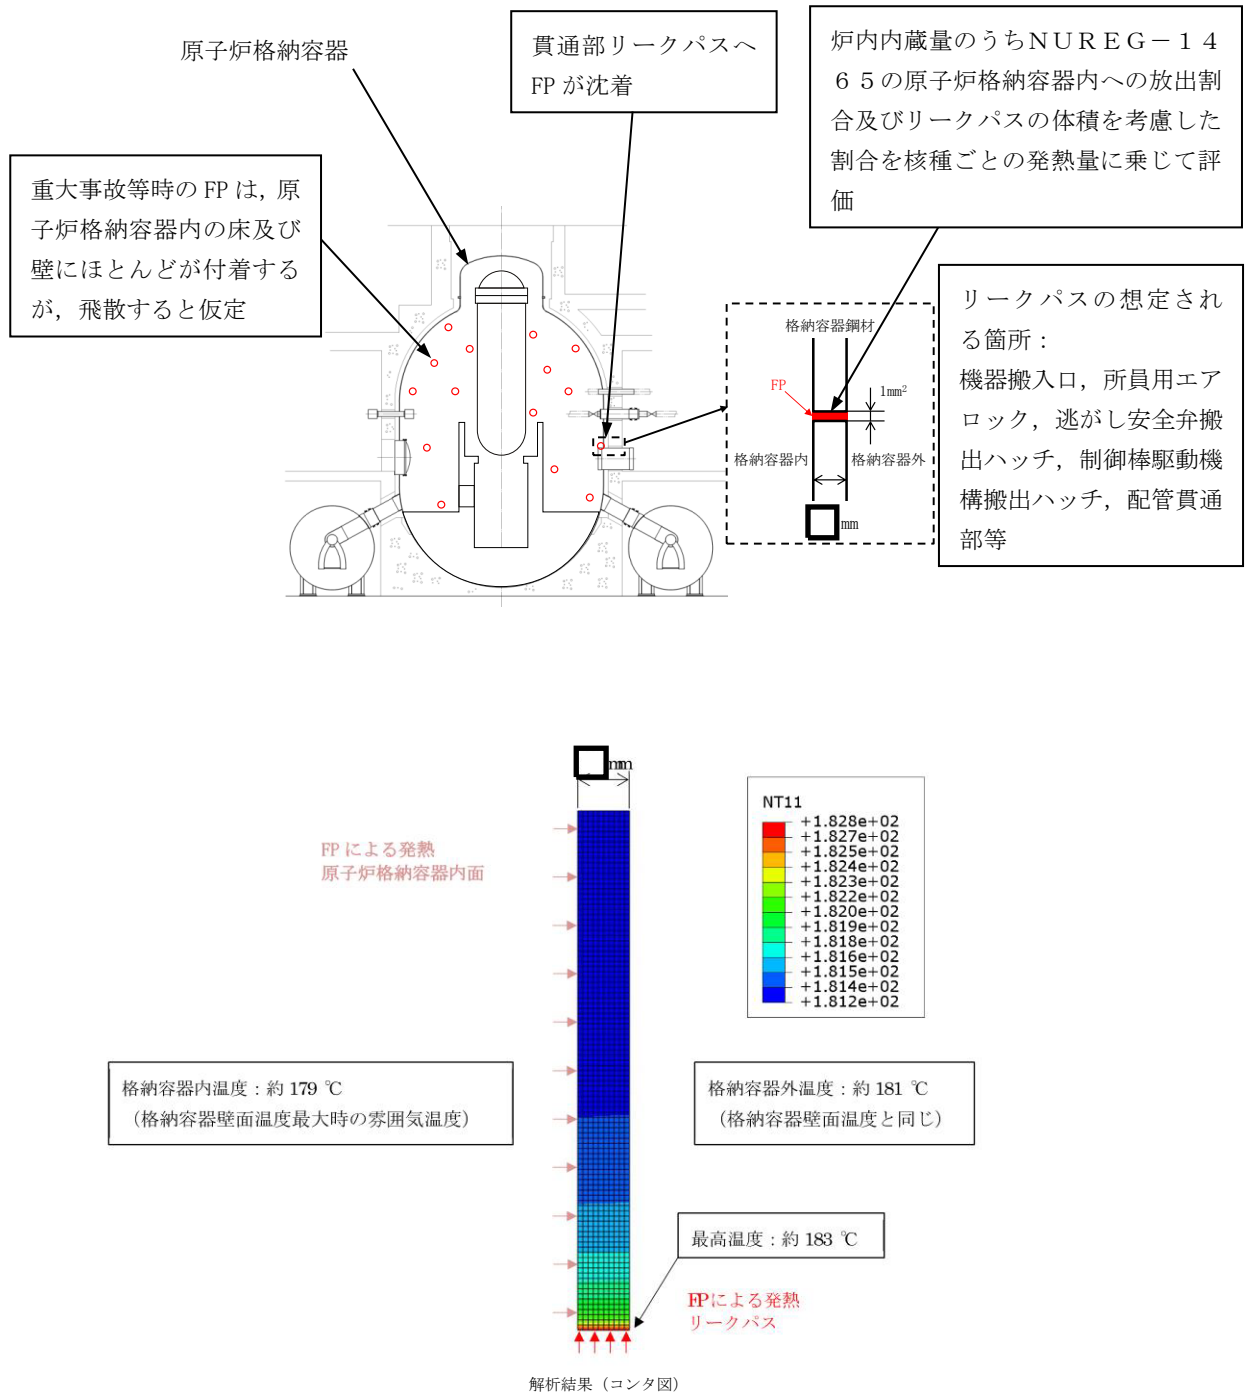 原子炉格納容器
貫通部リークパスへ
FP が沈着
炉内内蔵量のうちNUREG－14
65の原子炉格納容器内への放出割
合及びリークパスの体積を考慮した
割合を核種ごとの発熱量に乗じて評
価
重大事故等時の FP は, 原
子炉格納容器内の床及び
壁にほとんどが付着する
が，飛散すると仮定
リークパスの想定され
る箇所：
機器搬入口，所員用エア
ロック，逃がし安全弁搬
出ハッチ，制御棒駆動機
構搬出ハッチ，配管貫通
部等
格納容器鋼材
FP
1mm²
格納容器内
格納容器外
mm
mm
FP による発熱
原子炉格納容器内面
NT11
+1.828e+02
+1.827e+02
+1.825e+02
+1.824e+02
+1.823e+02
+1.822e+02
+1.820e+02
+1.819e+02
+1.818e+02
+1.816e+02
+1.815e+02
+1.814e+02
+1.812e+02
格納容器内温度：約 179 ℃
（格納容器壁面温度最大時の雰囲気温度）
格納容器外温度：約 181 ℃
（格納容器壁面温度と同じ）
最高温度：約 183 ℃
FPによる発熱
リークパス
解析結果（コンタ図）